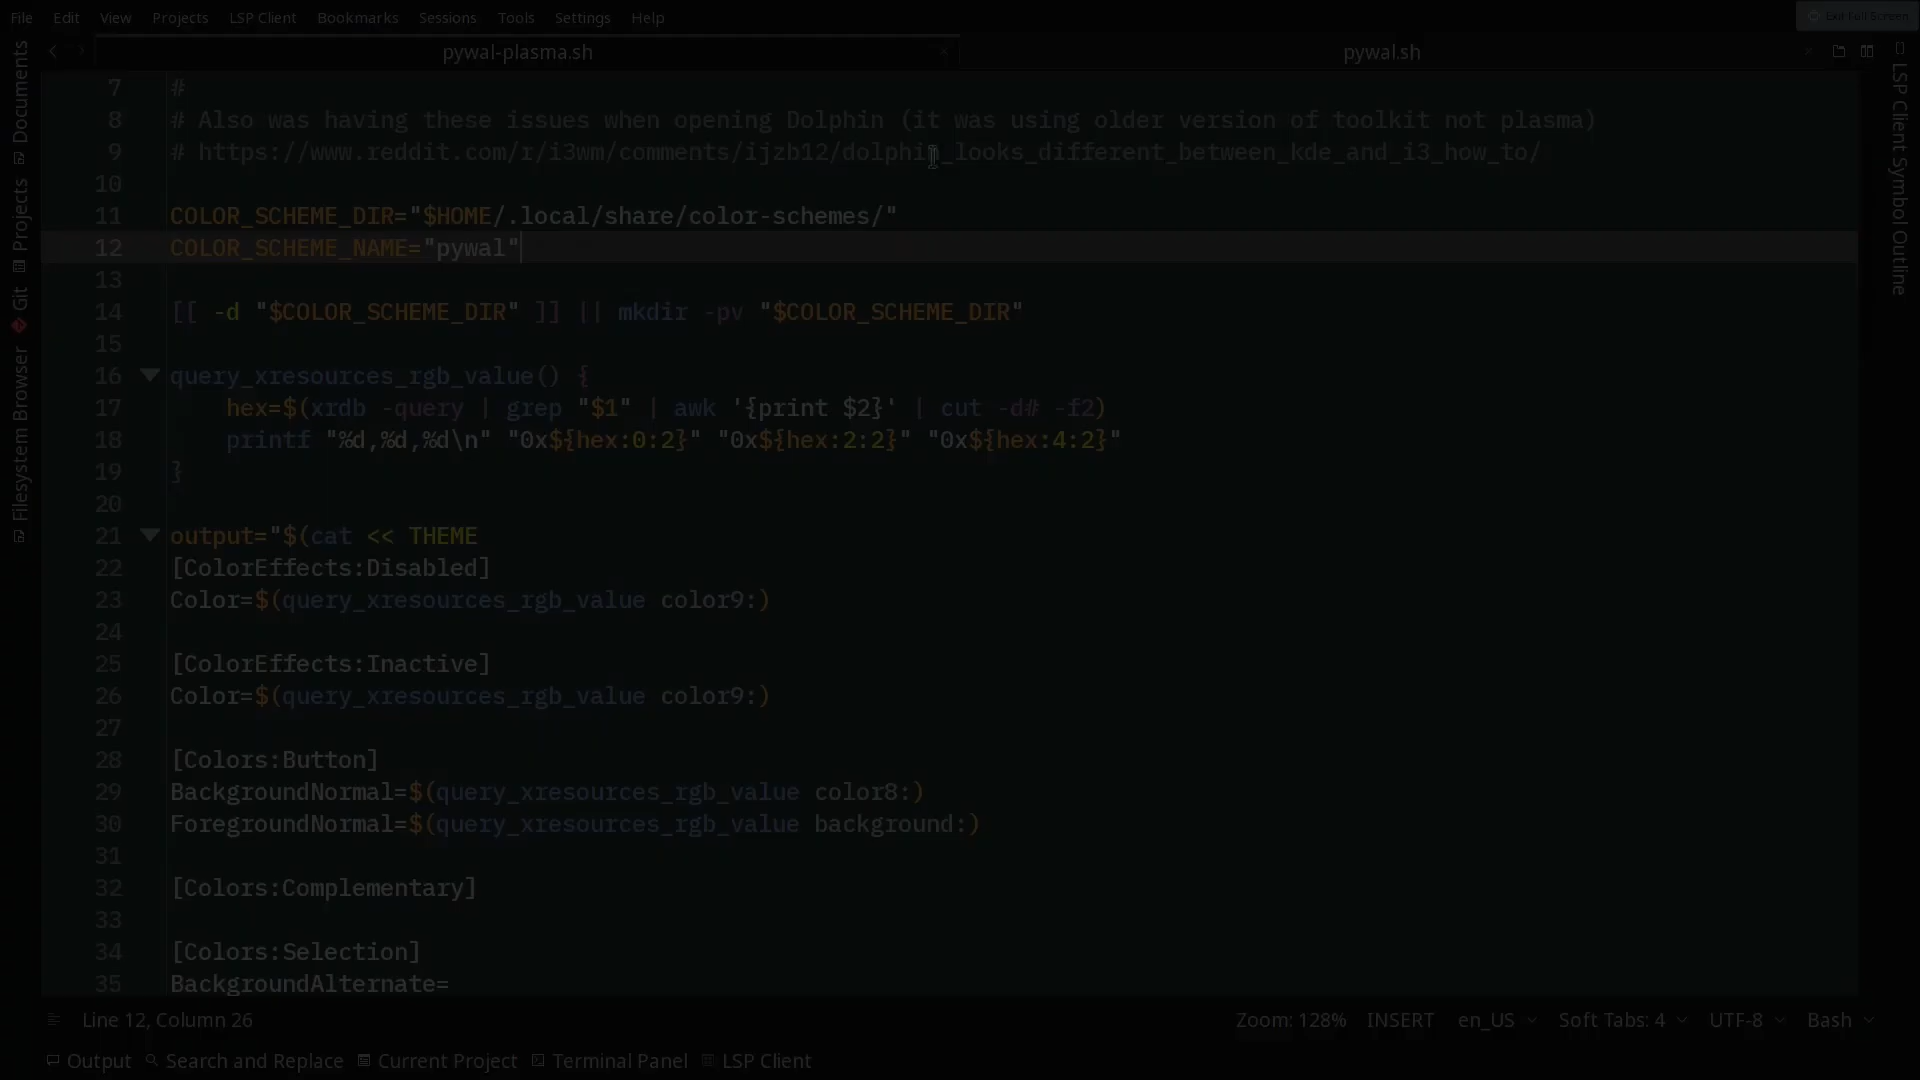 File Edit View Projects LSP Client Bookmarks Sessions Tools Settings Help
Exit Full Screen
pywal-plasma.sh
pywal.sh
Documents
Projects
Git
Filesystem Browser
LSP Client Symbol Outline
7 #
8 # Also was having these issues when opening Dolphin (it was using older version of toolkit not plasma)
9 # https://www.reddit.com/r/i3wm/comments/ijzb12/dolphin_looks_different_between_kde_and_i3_how_to/
10
11 COLOR_SCHEME_DIR="$HOME/.local/share/color-schemes/"
12 COLOR_SCHEME_NAME="pywal"
13
14 [[ -d "$COLOR_SCHEME_DIR" ]] || mkdir -pv "$COLOR_SCHEME_DIR"
15
16 query_xresources_rgb_value() {
17     hex=$(xrdb -query | grep "$1" | awk '{print $2}' | cut -d# -f2)
18     printf "%d,%d,%d\n" "0x${hex:0:2}" "0x${hex:2:2}" "0x${hex:4:2}"
19 }
20
21 output="$(cat << THEME
22 [ColorEffects:Disabled]
23 Color=$(query_xresources_rgb_value color9:)
24
25 [ColorEffects:Inactive]
26 Color=$(query_xresources_rgb_value color9:)
27
28 [Colors:Button]
29 BackgroundNormal=$(query_xresources_rgb_value color8:)
30 ForegroundNormal=$(query_xresources_rgb_value background:)
31
32 [Colors:Complementary]
33
34 [Colors:Selection]
35 BackgroundAlternate=
Line 12, Column 26
Zoom: 128% INSERT en_US Soft Tabs: 4 UTF-8 Bash
Output Search and Replace Current Project Terminal Panel LSP Client